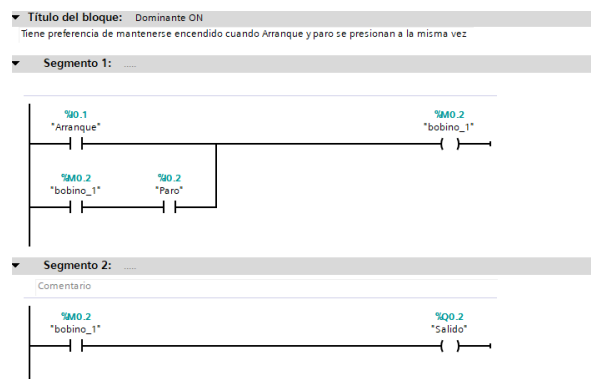 Título del bloque: Dominante ON
Tiene preferencia de mantenerse encendido cuando Arranque y paro se presionan a la misma vez
Segmento 1: .....
%I0.1 %M0.2
"Arranque" "bobino_1"
%M0.2 %I0.2
"bobino_1" "Paro"
Segmento 2: .....
Comentario
%M0.2 %Q0.2
"bobino_1" "Salido"